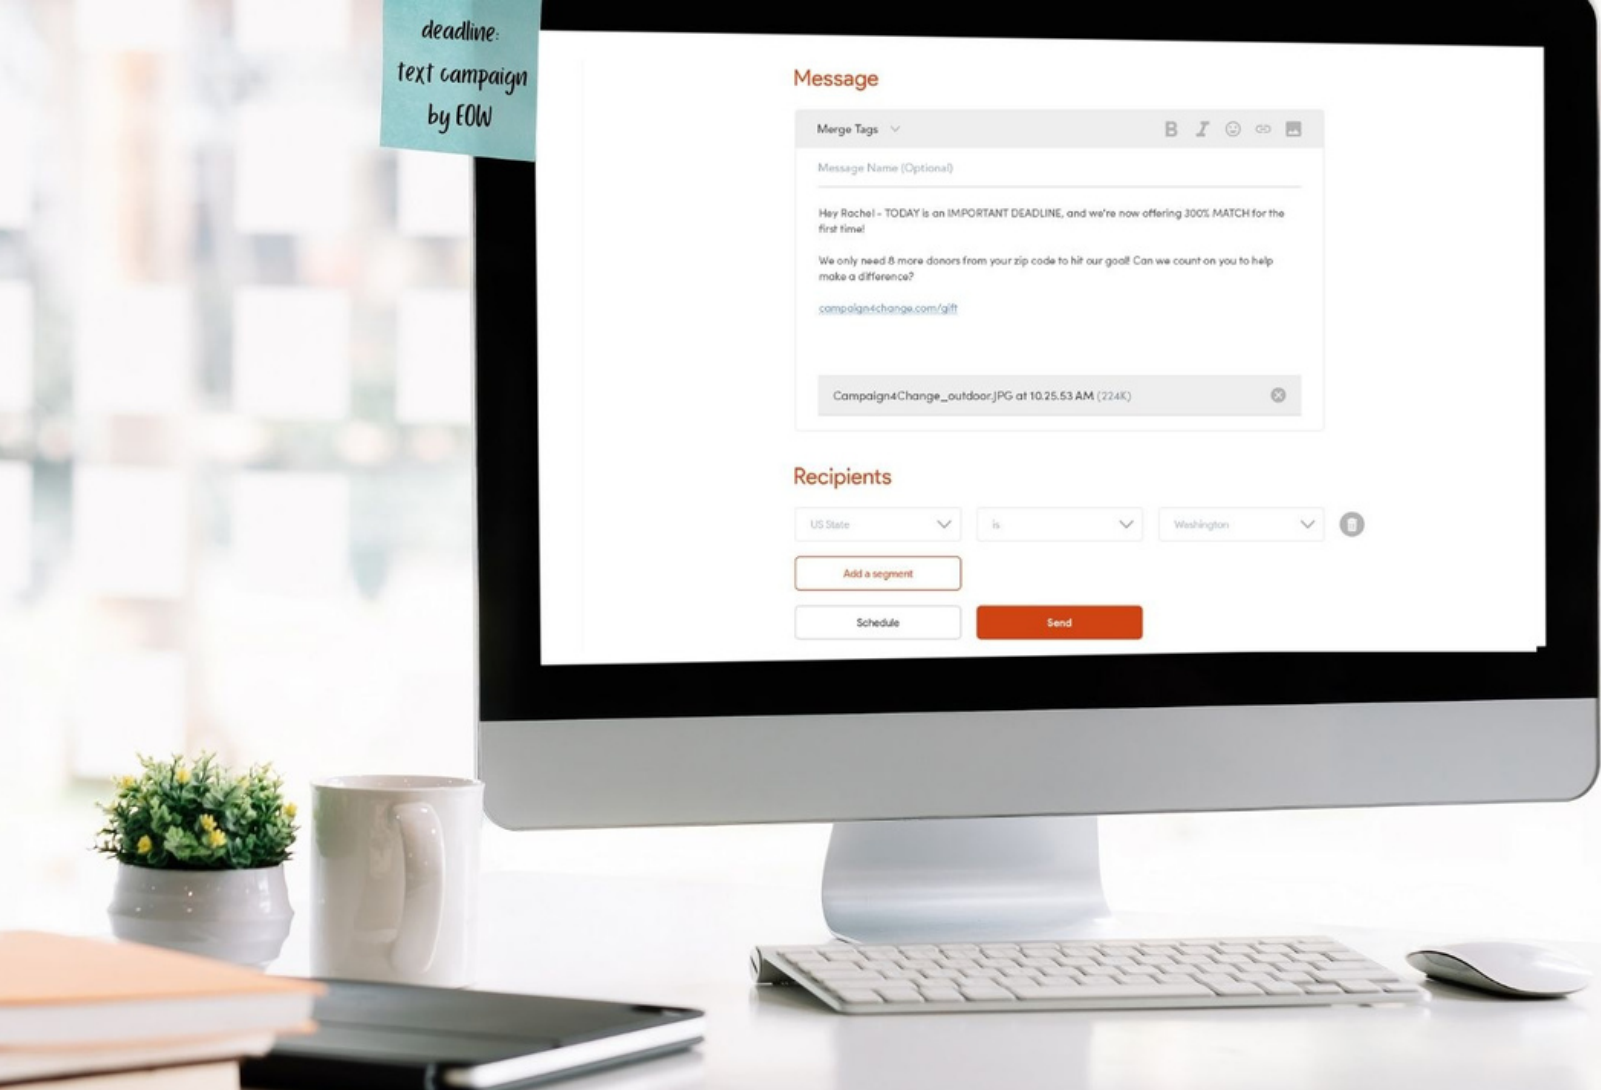 deadline:
text campaign
by EOW
Message
Merge Tags
B I
Message Name (Optional)
Hey Rachel - TODAY is an IMPORTANT DEADLINE, and we're now offering 300% MATCH for the
first time!
We only need 8 more donors from your zip code to hit our goal! Can we count on you to help
make a difference?
campaign4change.com/gift
Campaign4Change_outdoor.JPG at 10.25.53 AM (224K)
Recipients
US State is Washington
Add a segment
Schedule Send